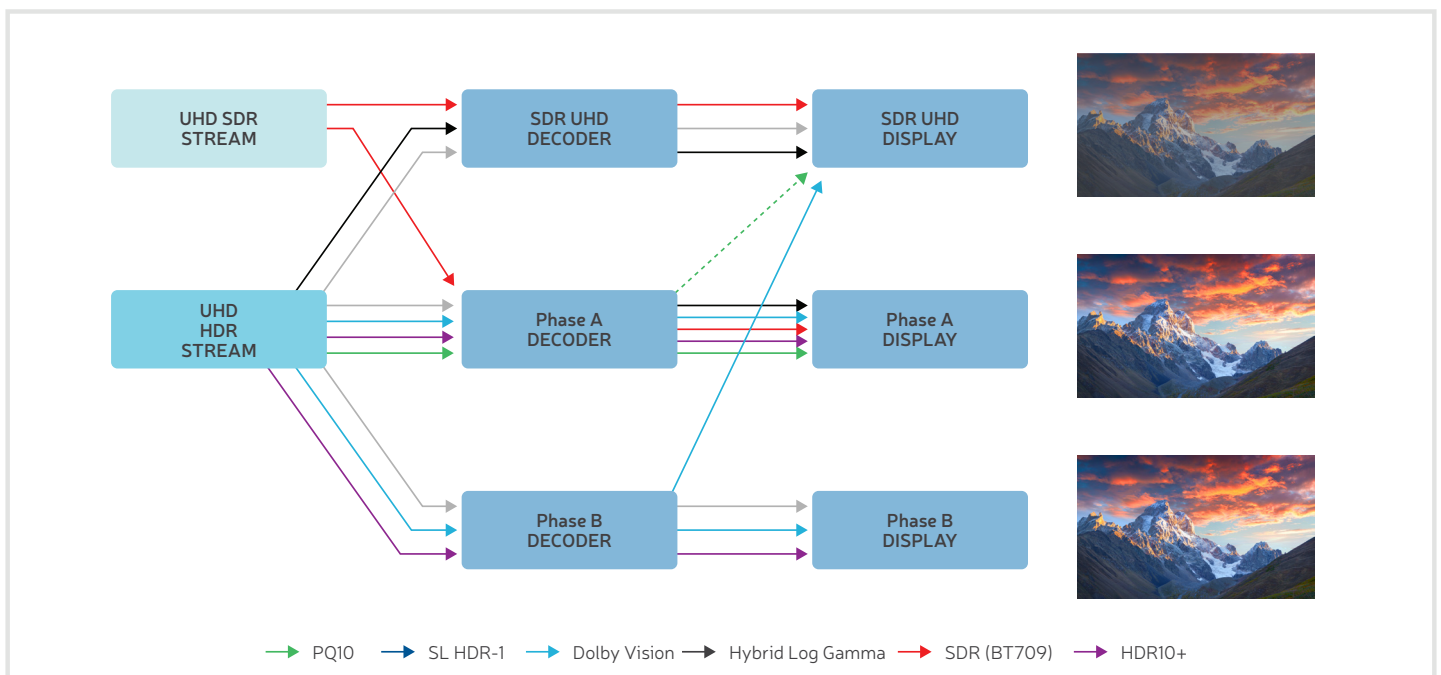 UHD SDR
STREAM
SDR UHD
DECODER
SDR UHD
DISPLAY
UHD
HDR
STREAM
Phase A
DECODER
Phase A
DISPLAY
Phase B
DECODER
Phase B
DISPLAY
PQ10 SL HDR-1 Dolby Vision Hybrid Log Gamma SDR (BT709) HDR10+